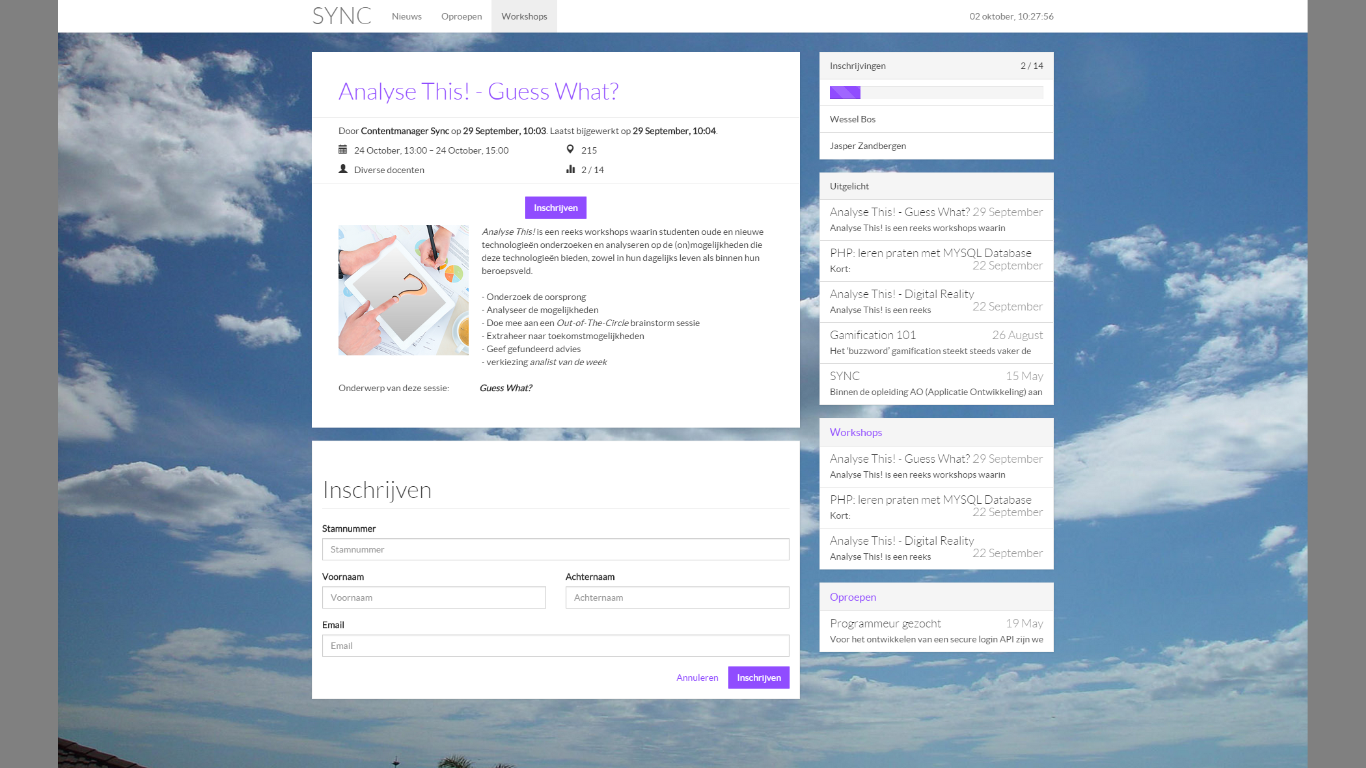 SYNC Nieuws Oproepen Workshops 02 oktober, 10:27:56
Analyse This! - Guess What?
Door Contentmanager Sync op 29 September, 10:03. Laatst bijgewerkt op 29 September, 10:04.
24 October, 13:00 – 24 October, 15:00 215
Diverse docenten 2 / 14
Inschrijven
Analyse This! is een reeks workshops waarin studenten oude en nieuwe
technologieën onderzoeken en analyseren op de (on)mogelijkheden die
deze technologieën bieden, zowel in hun dagelijks leven als binnen hun
beroepsveld.
- Onderzoek de oorsprong
- Analyseer de mogelijkheden
- Doe mee aan een Out-of-The-Circle brainstorm sessie
- Extraheer naar toekomstmogelijkheden
- Geef gefundeerd advies
- verkiezing analist van de week
Onderwerp van deze sessie: Guess What?
Inschrijven
Stamnummer
Stamnummer
Voornaam Achternaam
Voornaam Achternaam
Email
Email
Annuleren Inschrijven
Inschrijvingen 2 / 14
Wessel Bos
Jasper Zandbergen
Uitgelicht
Analyse This! - Guess What? 29 September
Analyse This! is een reeks workshops waarin
PHP: leren praten met MYSQL Database
Kort: 22 September
Analyse This! - Digital Reality
Analyse This! is een reeks 22 September
Gamification 101 26 August
Het 'buzzword' gamification steekt steeds vaker de
SYNC 15 May
Binnen de opleiding AO (Applicatie Ontwikkeling) aan
Workshops
Analyse This! - Guess What? 29 September
Analyse This! is een reeks workshops waarin
PHP: leren praten met MYSQL Database
Kort: 22 September
Analyse This! - Digital Reality
Analyse This! is een reeks 22 September
Oproepen
Programmeur gezocht 19 May
Voor het ontwikkelen van een secure login API zijn we